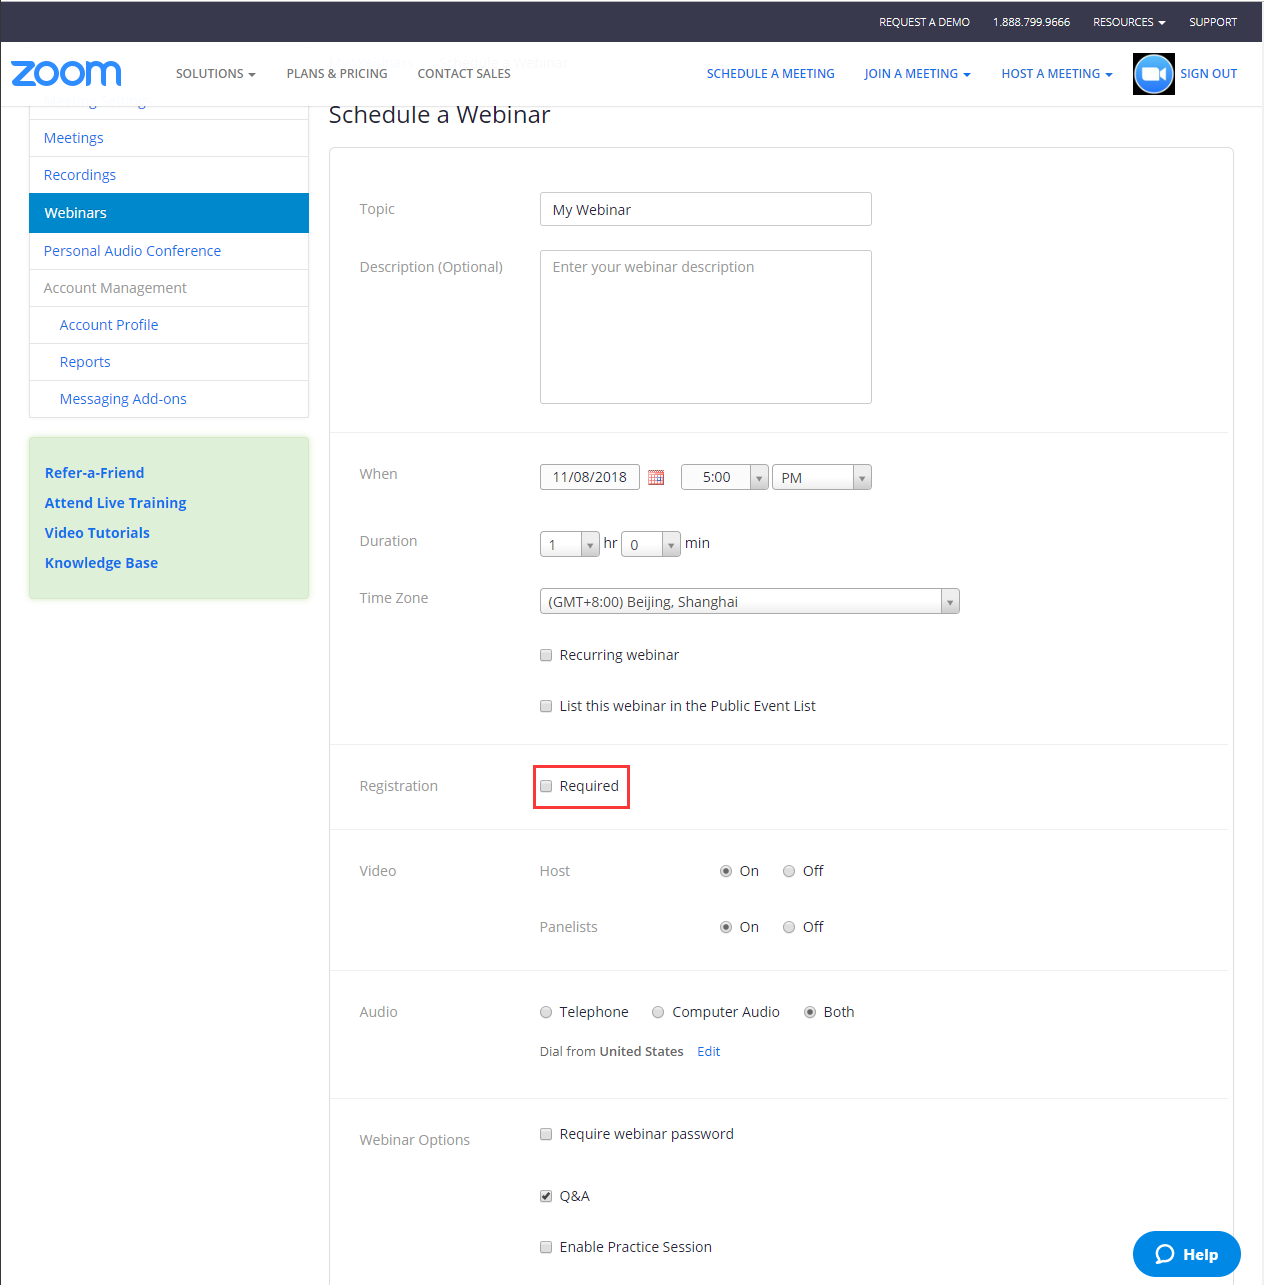 REQUEST A DEMO 1.888.799.9666 RESOURCES SUPPORT
zoom SOLUTIONS PLANS & PRICING CONTACT SALES SCHEDULE A MEETING JOIN A MEETING HOST A MEETING SIGN OUT
Schedule a Webinar
Meetings
Recordings
Webinars
Personal Audio Conference
Account Management
Account Profile
Reports
Messaging Add-ons
Refer-a-Friend
Attend Live Training
Video Tutorials
Knowledge Base
Topic My Webinar
Description (Optional) Enter your webinar description
When 11/08/2018 5:00 PM
Duration 1 hr 0 min
Time Zone (GMT+8:00) Beijing, Shanghai
Recurring webinar
List this webinar in the Public Event List
Registration Required
Video Host On Off
Panelists On Off
Audio Telephone Computer Audio Both
Dial from United States Edit
Webinar Options Require webinar password
Q&A
Enable Practice Session
Help